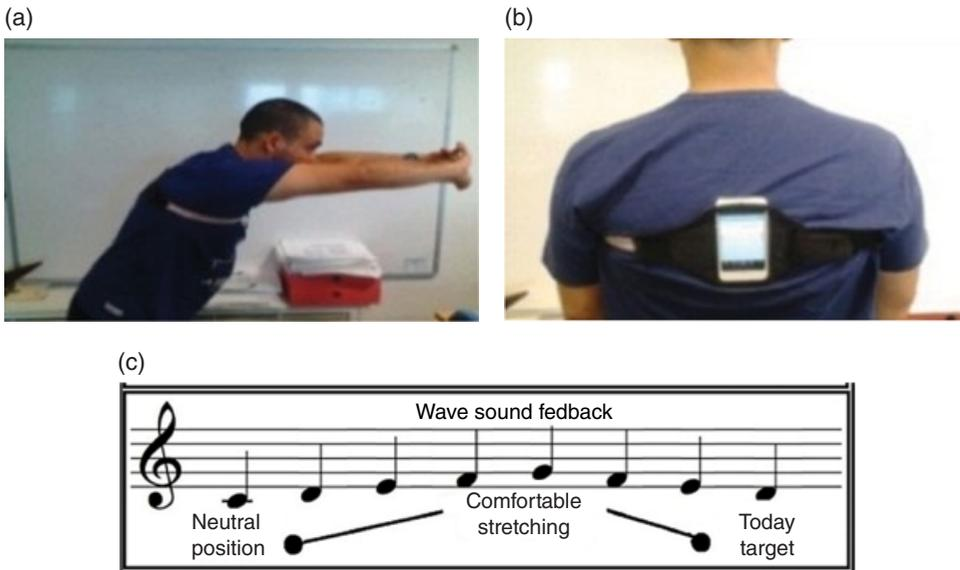 (a)
(b)
(c)
Wave sound fedback
Neutral
position
Comfortable
stretching
Today
target